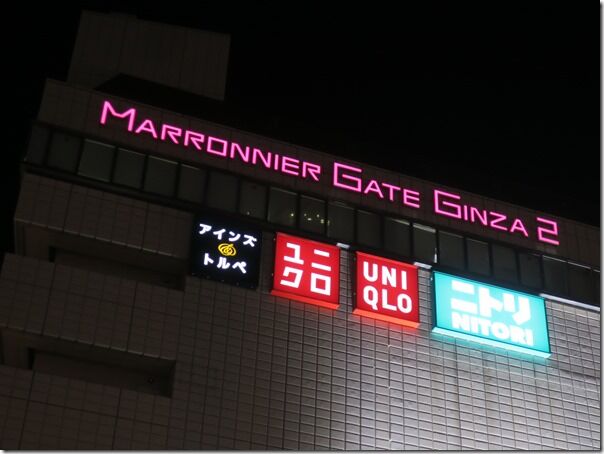 MARRONNIER GATE GINZA 2
アインズ
トルペ
ユニ
クロ
UNI
QLO
ニトリ
NITORI